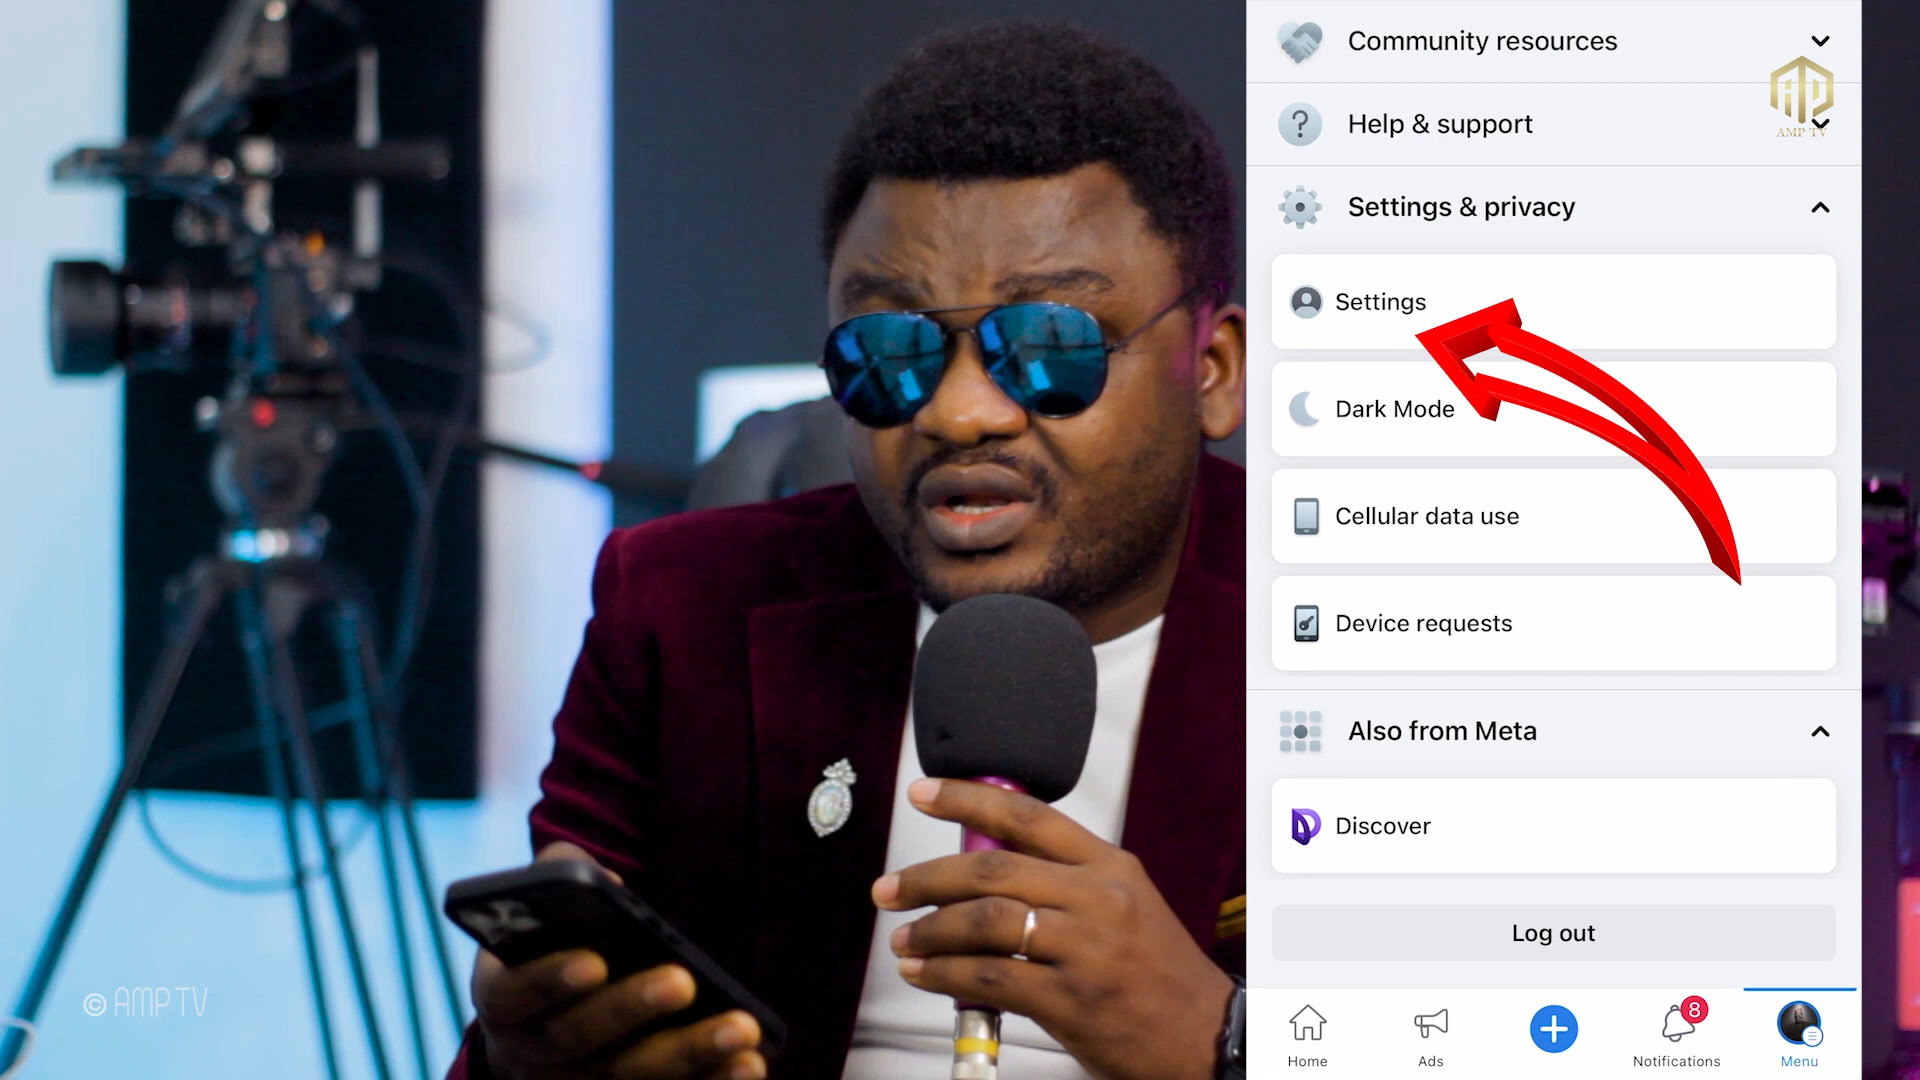 Community resources
AMP TV
Help & support
Settings & privacy
Settings
Dark Mode
Cellular data use
Device requests
Also from Meta
Discover
Log out
© AMP TV
8
Home
Ads
Notifications
Menu